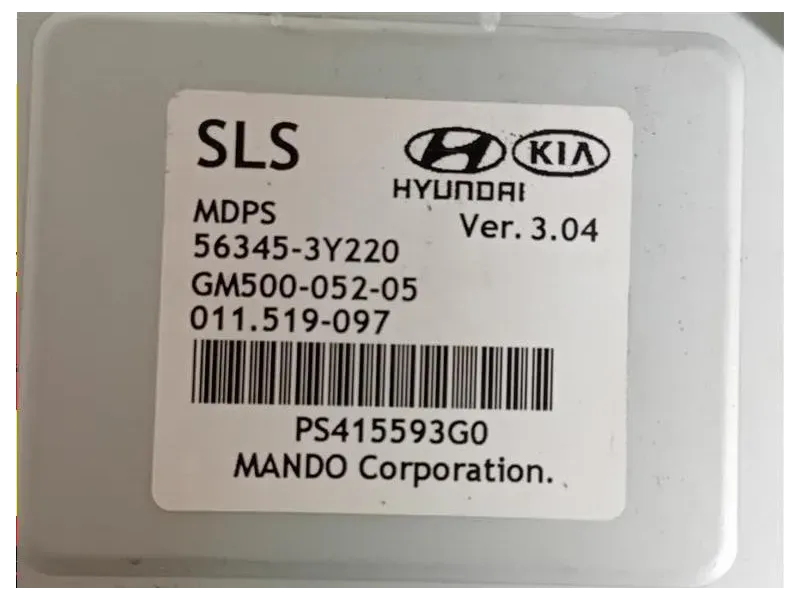 SLS
KIA
HYUNDAI
MDPS
Ver. 3.04
56345-3Y220
GM500-052-05
011.519-097
PS415593G0
MANDO Corporation.